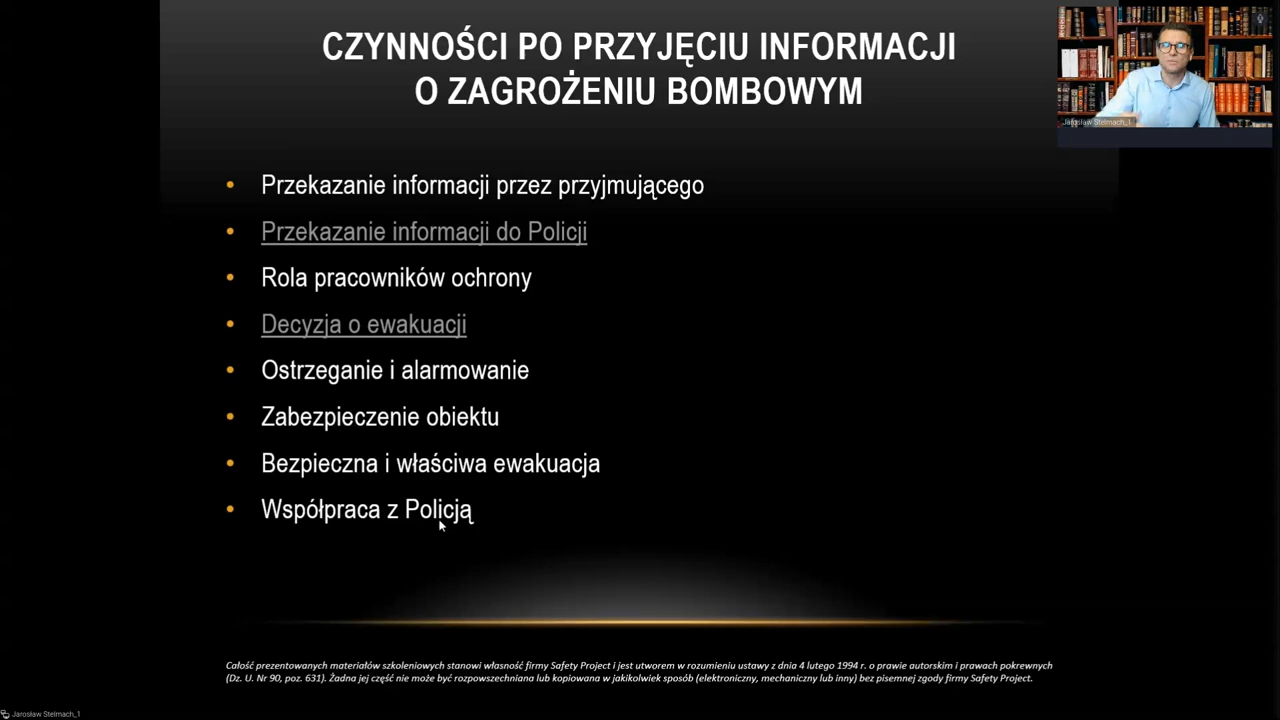 CZYNNOŚCI PO PRZYJĘCIU INFORMACJI
O ZAGROŻENIU BOMBOWYM
Jarosław Stelmach_1
• Przekazanie informacji przez przyjmującego
• Przekazanie informacji do Policji
• Rola pracowników ochrony
• Decyzja o ewakuacji
• Ostrzeganie i alarmowanie
• Zabezpieczenie obiektu
• Bezpieczna i właściwa ewakuacja
• Współpraca z Policją
Całość prezentowanych materiałów szkoleniowych stanowi własność firmy Safety Project i jest utworem w rozumieniu ustawy z dnia 4 lutego 1994 r. o prawie autorskim i prawach pokrewnych
(Dz. U. Nr 90, poz. 631). Żadna jej część nie może być rozpowszechniana lub kopiowana w jakikolwiek sposób (elektroniczny, mechaniczny lub inny) bez pisemnej zgody firmy Safety Project.
Jarosław Stelmach_1